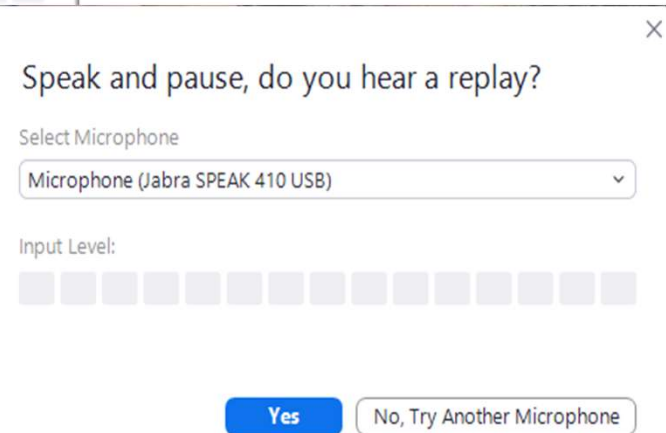 Speak and pause, do you hear a replay?
Select Microphone
Microphone (Jabra SPEAK 410 USB)
Input Level:
Yes
No, Try Another Microphone